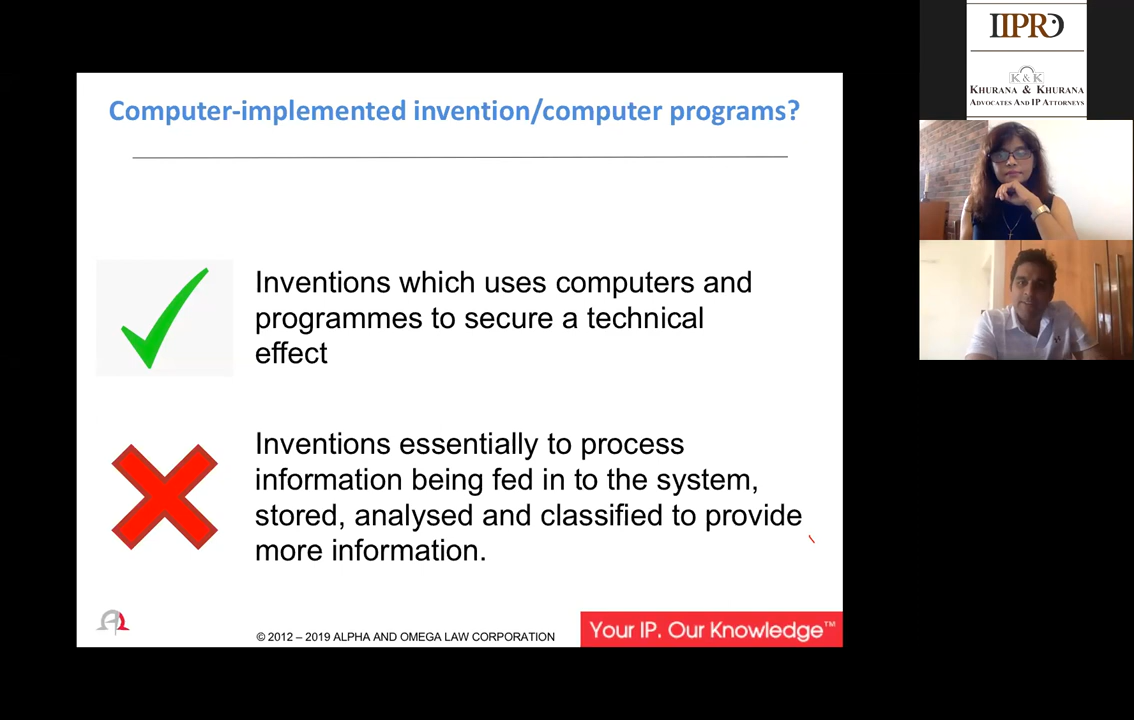 Computer-implemented invention/computer programs?
Inventions which uses computers and
programmes to secure a technical
effect
Inventions essentially to process
information being fed in to the system,
stored, analysed and classified to provide
more information.
© 2012 – 2019 ALPHA AND OMEGA LAW CORPORATION
Your IP. Our Knowledge™
IIPRD
K & K
KHURANA & KHURANA
ADVOCATES AND IP ATTORNEYS